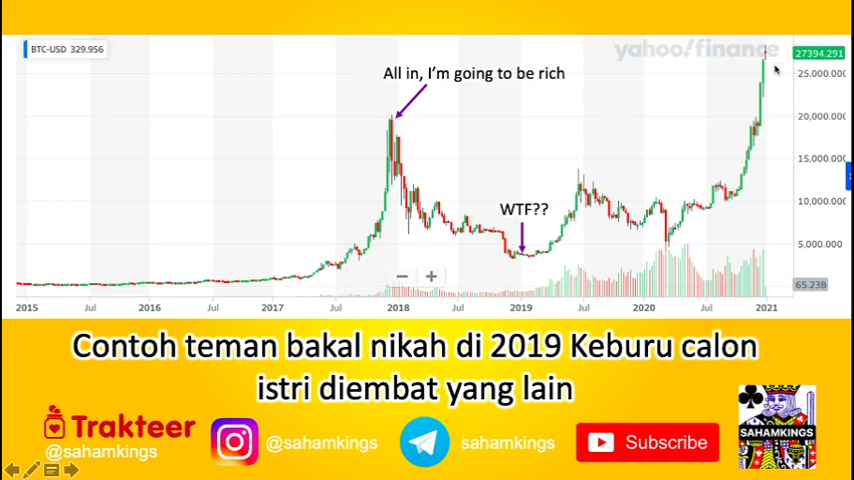 BTC-USD 329.956
yahoo!finance
27394.291
All in, I'm going to be rich
25,000.000
20,000.000
15,000.000
WTF??
10,000.000
5,000.000
65.23B
2015 Jul 2016 Jul 2017 Jul 2018 Jul 2019 Jul 2020 Jul 2021
Contoh teman bakal nikah di 2019 Keburu calon
istri diembat yang lain
Trakteer
@sahamkings
@sahamkings
sahamkings
Subscribe
SAHAMKINGS